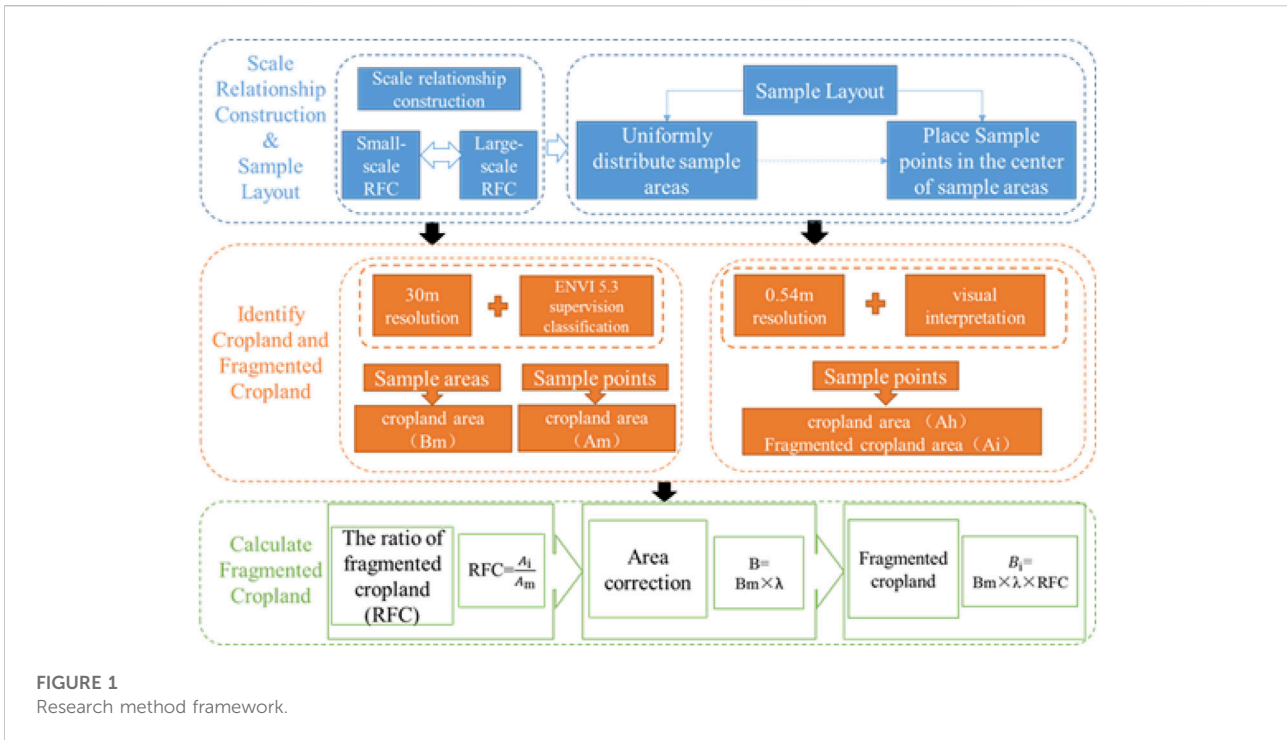 Scale
Relationship
Construction
&
Sample
Layout
Scale relationship
construction
Small-
scale
RFC
Large-
scale
RFC
Sample Layout
Uniformly
distribute sample
areas
Place Sample
points in the center
of sample areas
Identify
Cropland and
Fragmented
Cropland
30m
resolution
ENVI 5.3
supervision
classification
Sample areas
cropland area
（Bm）
Sample points
cropland area
（Am）
0.54m
resolution
visual
interpretation
Sample points
cropland area （Ah）
Fragmented cropland area（Ai）
Calculate
Fragmented
Cropland
The ratio of
fragmented
cropland
(RFC)
RFC=Ai/Am
Area
correction
B=
Bm×λ
Fragmented
cropland
Bi=
Bm×λ×RFC
FIGURE 1
Research method framework.